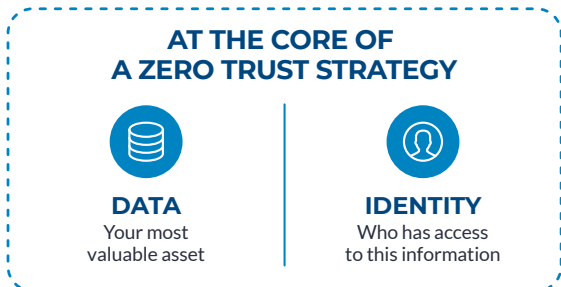 AT THE CORE OF
A ZERO TRUST STRATEGY
DATA
Your most
valuable asset
IDENTITY
Who has access
to this information